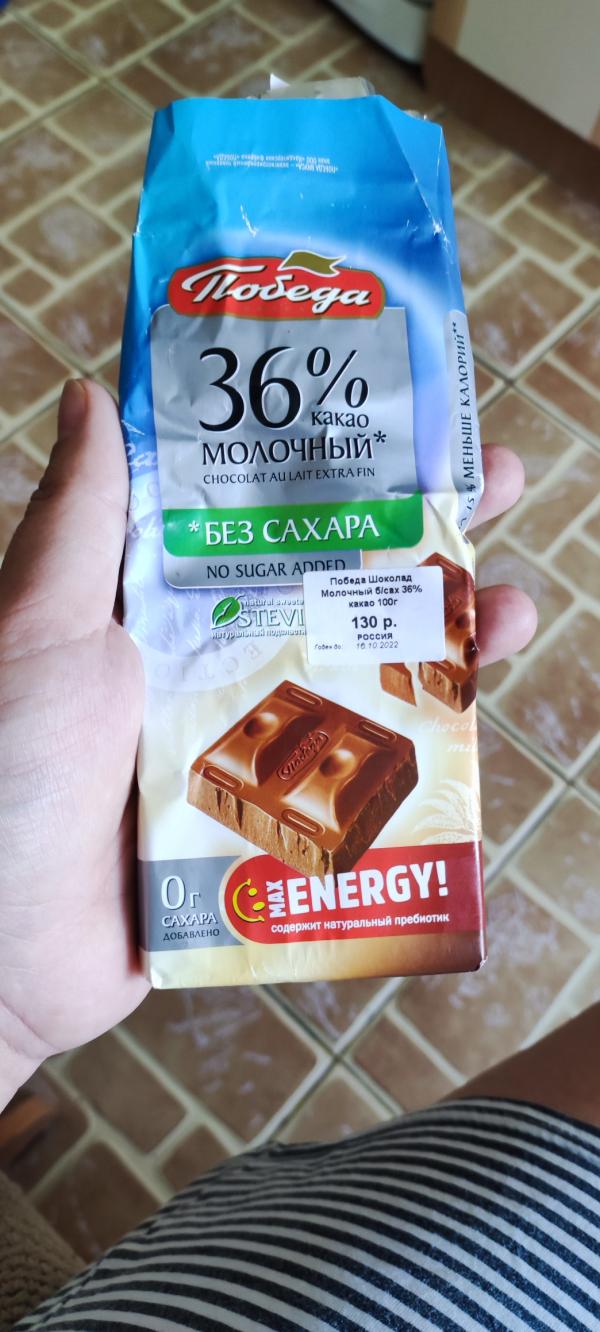 Победа
36%
какао
МОЛОЧНЫЙ*
CHOCOLAT AU LAIT EXTRA FIN
*БЕЗ САХАРА
NO SUGAR ADDED
МЕНЬШЕ КАЛОРИЙ**
natural
STEVI
натуральный
Победа Шоколад
Молочный б/сах 36%
какао 100г
130 р.
РОССИЯ
Годен до: 16.10.2022
Победа
0г
САХАРА
ДОБАВЛЕНО
MAX
ENERGY!
содержит натуральный пребиотик